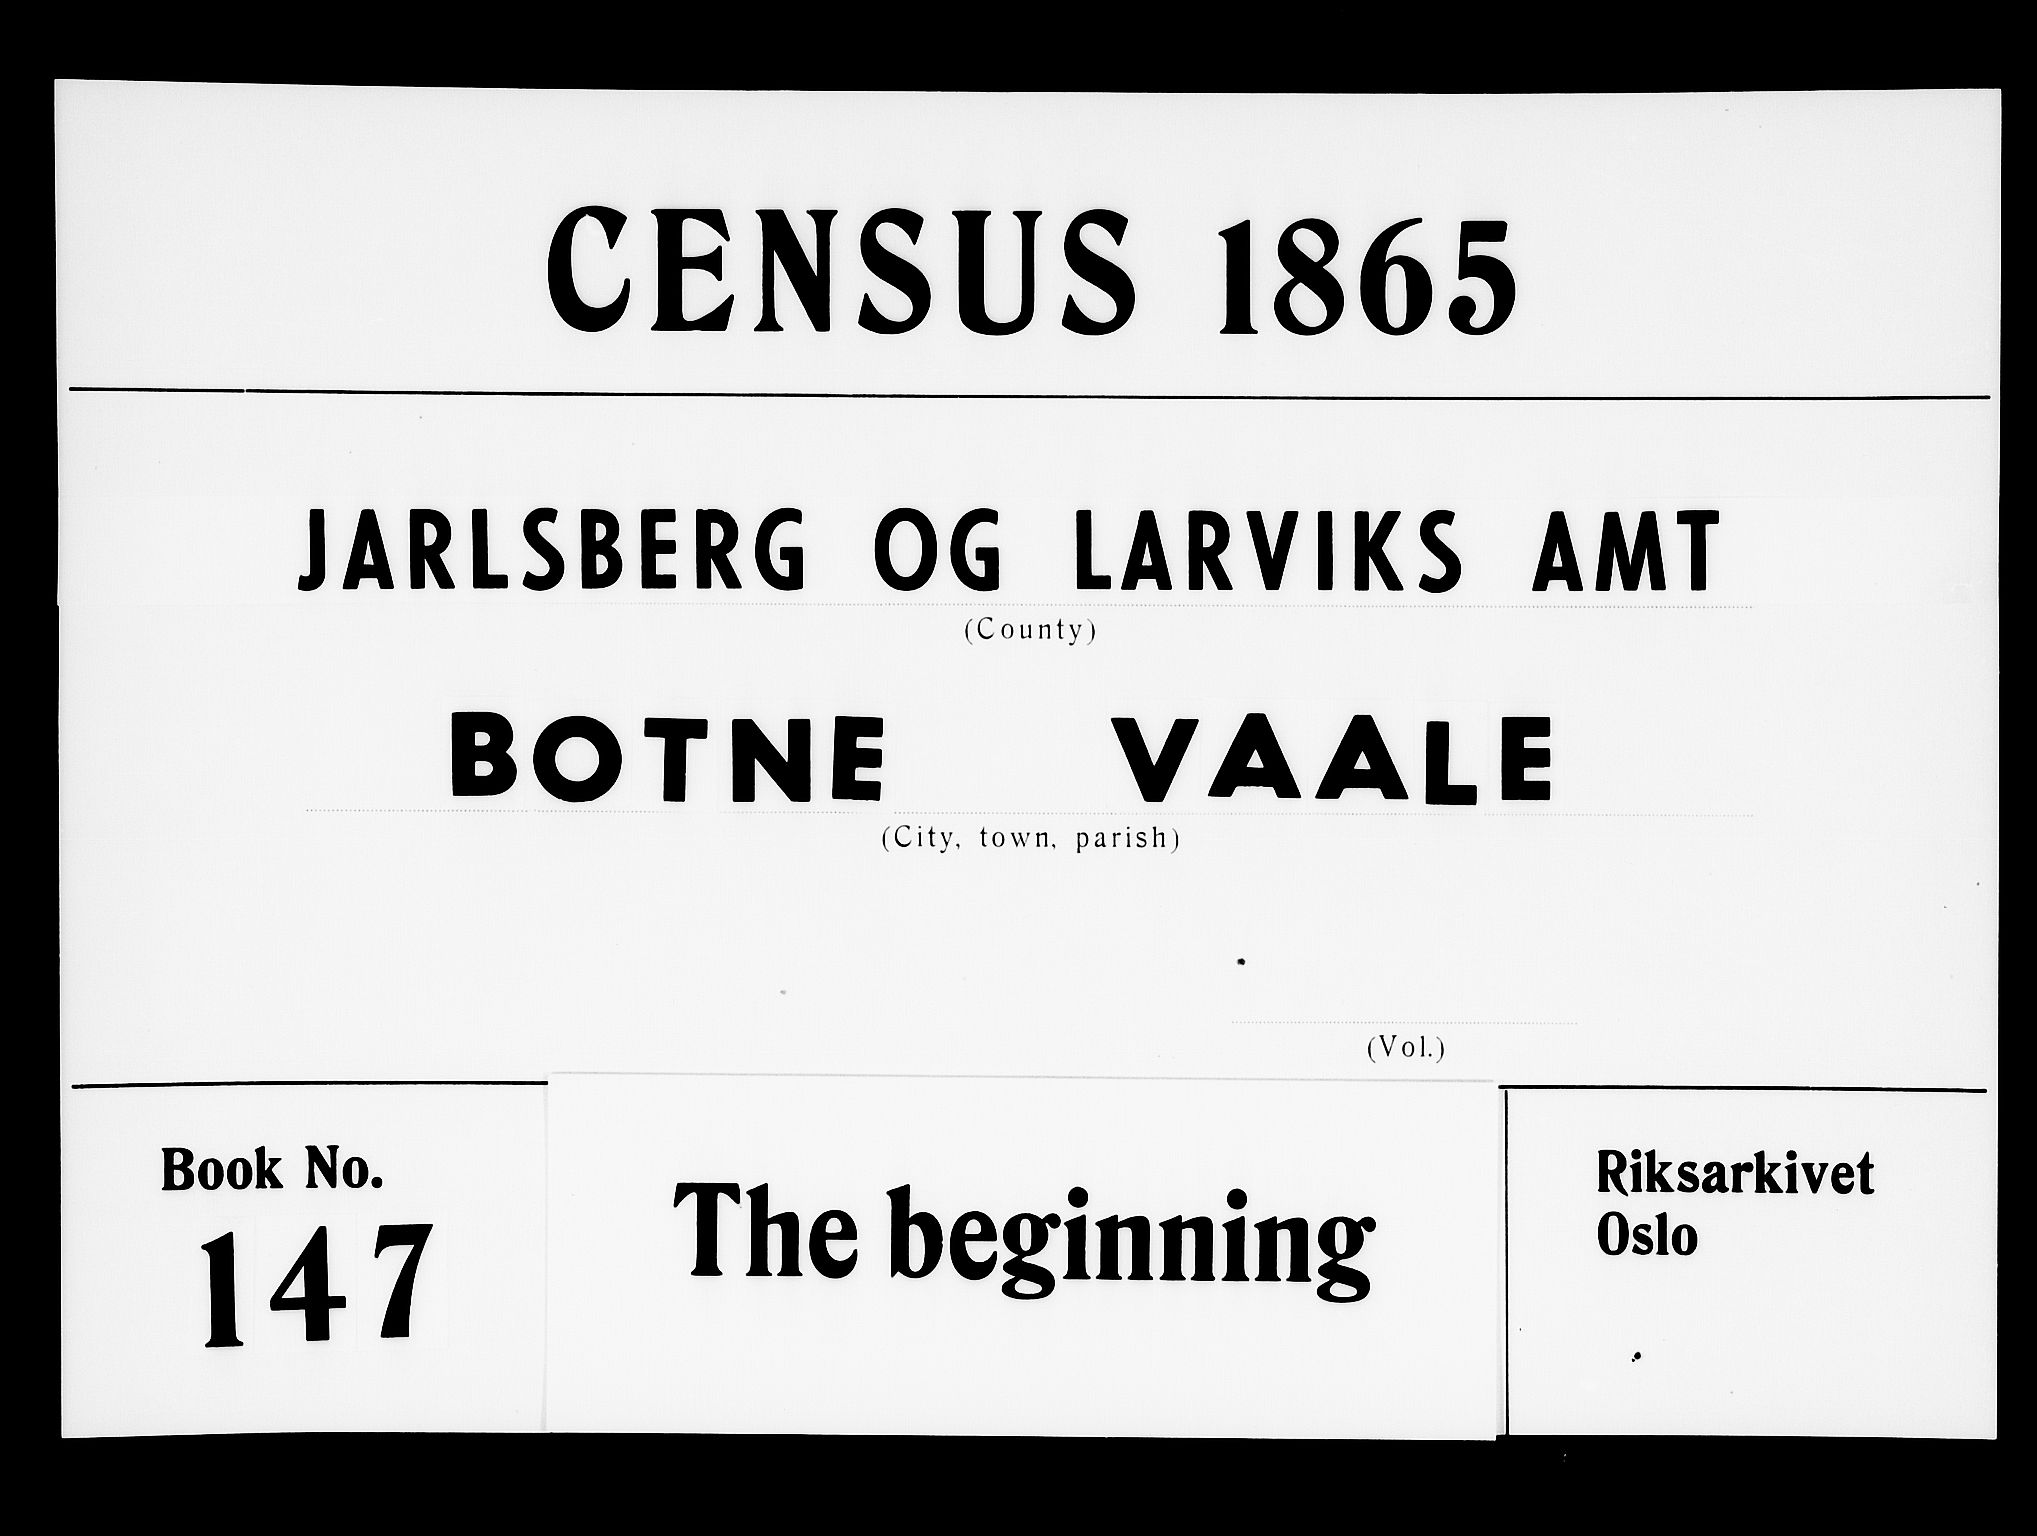 CENSUS 1865
JARLSBERG OG LARVIKS AMT
(County)
BOTNE VAALE
(City, town, parish)
(Vol.)
Book No.
147
The beginning
Riksarkivet
Oslo